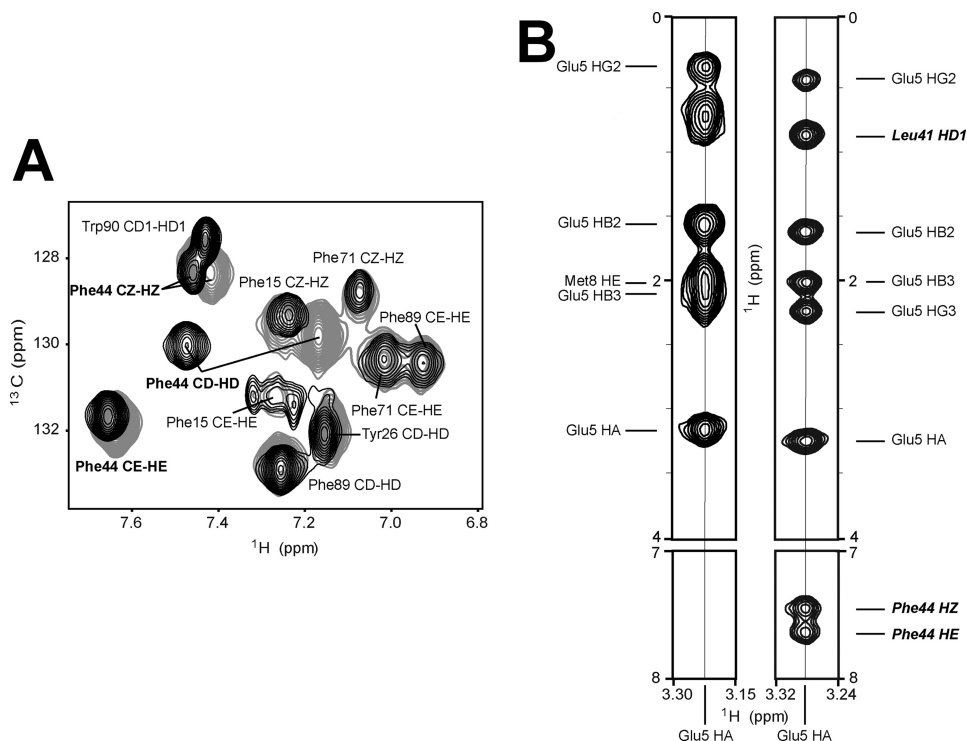 A
Trp90 CD1-HD1
Phe71 CZ-HZ
Phe15 CZ-HZ
Phe44 CZ-HZ
Phe89 CE-HE
Phe44 CD-HD
Phe71 CE-HE
Phe15 CE-HE
Tyr26 CD-HD
Phe44 CE-HE
Phe89 CD-HD
128
130
132
13C (ppm)
7.6
7.4
7.2
7.0
6.8
1H (ppm)
B
Glu5 HG2
Glu5 HB2
Met8 HE
Glu5 HB3
Glu5 HA
0
2
4
7
8
1H (ppm)
0
2
4
7
8
Glu5 HG2
Leu41 HD1
Glu5 HB2
Glu5 HB3
Glu5 HG3
Glu5 HA
Phe44 HZ
Phe44 HE
3.30
3.15
3.32
3.24
1H (ppm)
Glu5 HA
Glu5 HA